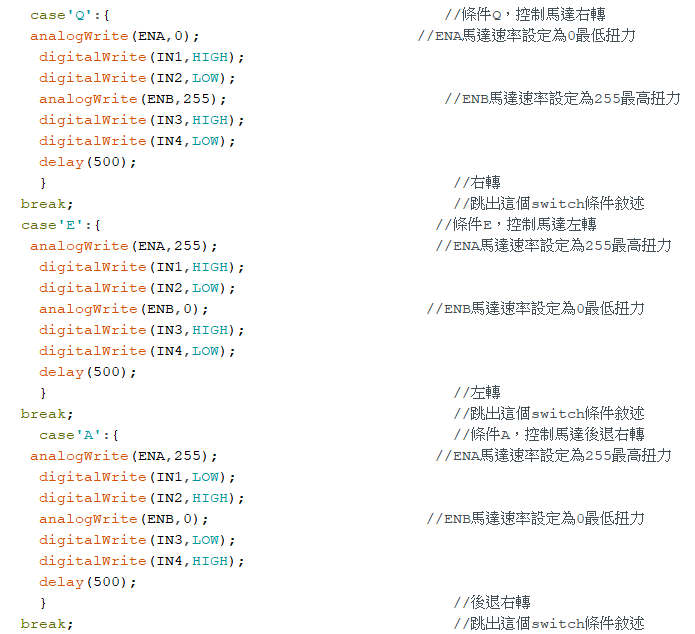 case'Q':{ //條件Q，控制馬達右轉
analogWrite(ENA,0); //ENA馬達速率設定為0最低扭力
digitalWrite(IN1,HIGH);
digitalWrite(IN2,LOW);
analogWrite(ENB,255); //ENB馬達速率設定為255最高扭力
digitalWrite(IN3,HIGH);
digitalWrite(IN4,LOW);
delay(500);
} //右轉
break; //跳出這個switch條件敘述
case'E':{ //條件E，控制馬達左轉
analogWrite(ENA,255); //ENA馬達速率設定為255最高扭力
digitalWrite(IN1,HIGH);
digitalWrite(IN2,LOW);
analogWrite(ENB,0); //ENB馬達速率設定為0最低扭力
digitalWrite(IN3,HIGH);
digitalWrite(IN4,LOW);
delay(500);
} //左轉
break; //跳出這個switch條件敘述
case'A':{ //條件A，控制馬達後退右轉
analogWrite(ENA,255); //ENA馬達速率設定為255最高扭力
digitalWrite(IN1,LOW);
digitalWrite(IN2,HIGH);
analogWrite(ENB,0); //ENB馬達速率設定為0最低扭力
digitalWrite(IN3,LOW);
digitalWrite(IN4,HIGH);
delay(500);
} //後退右轉
break; //跳出這個switch條件敘述